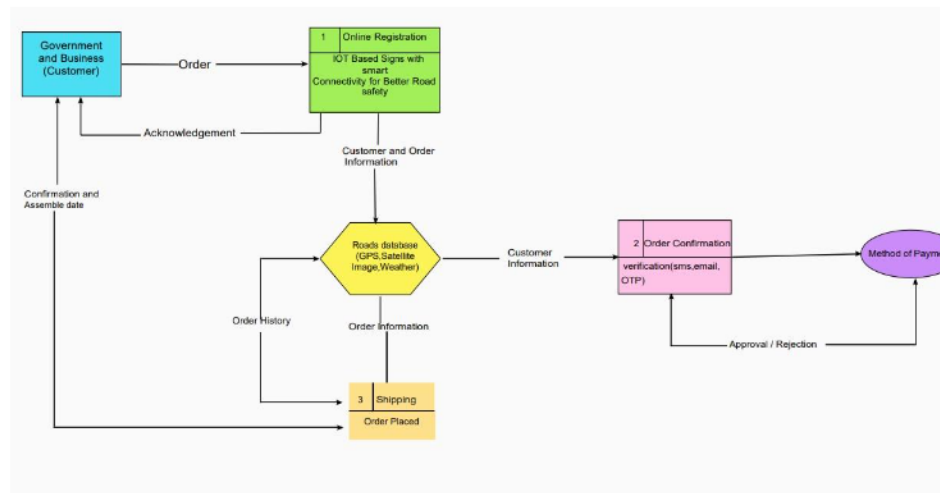 Government
and Business
(Customer)
Order
1 Online Registration
IOT Based Signs with
smart
Connectivity for Better Road
safety
Acknowledgement
Customer and Order
Information
Confirmation and
Assemble date
Roads database
(GPS,Satellite
Image,Weather)
Customer
Information
2 Order Confirmation
verification(sms,email,
OTP)
Method of Payme
Order History
Order Information
Approval / Rejection
3 Shipping
Order Placed